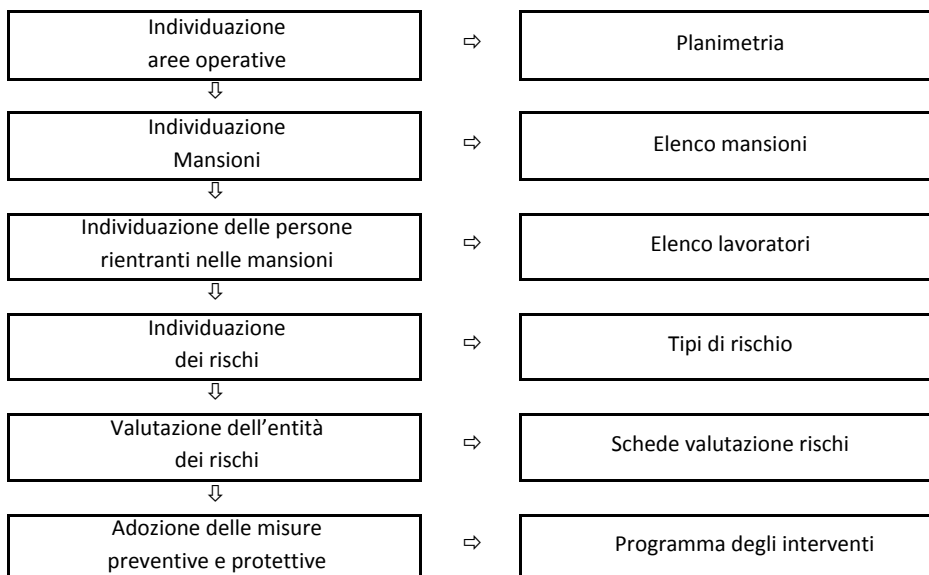 Individuazione
aree operative
⇨
Planimetria
⇩
Individuazione
Mansioni
⇨
Elenco mansioni
⇩
Individuazione delle persone
rientranti nelle mansioni
⇨
Elenco lavoratori
⇩
Individuazione
dei rischi
⇨
Tipi di rischio
⇩
Valutazione dell’entità
dei rischi
⇨
Schede valutazione rischi
⇩
Adozione delle misure
preventive e protettive
⇨
Programma degli interventi